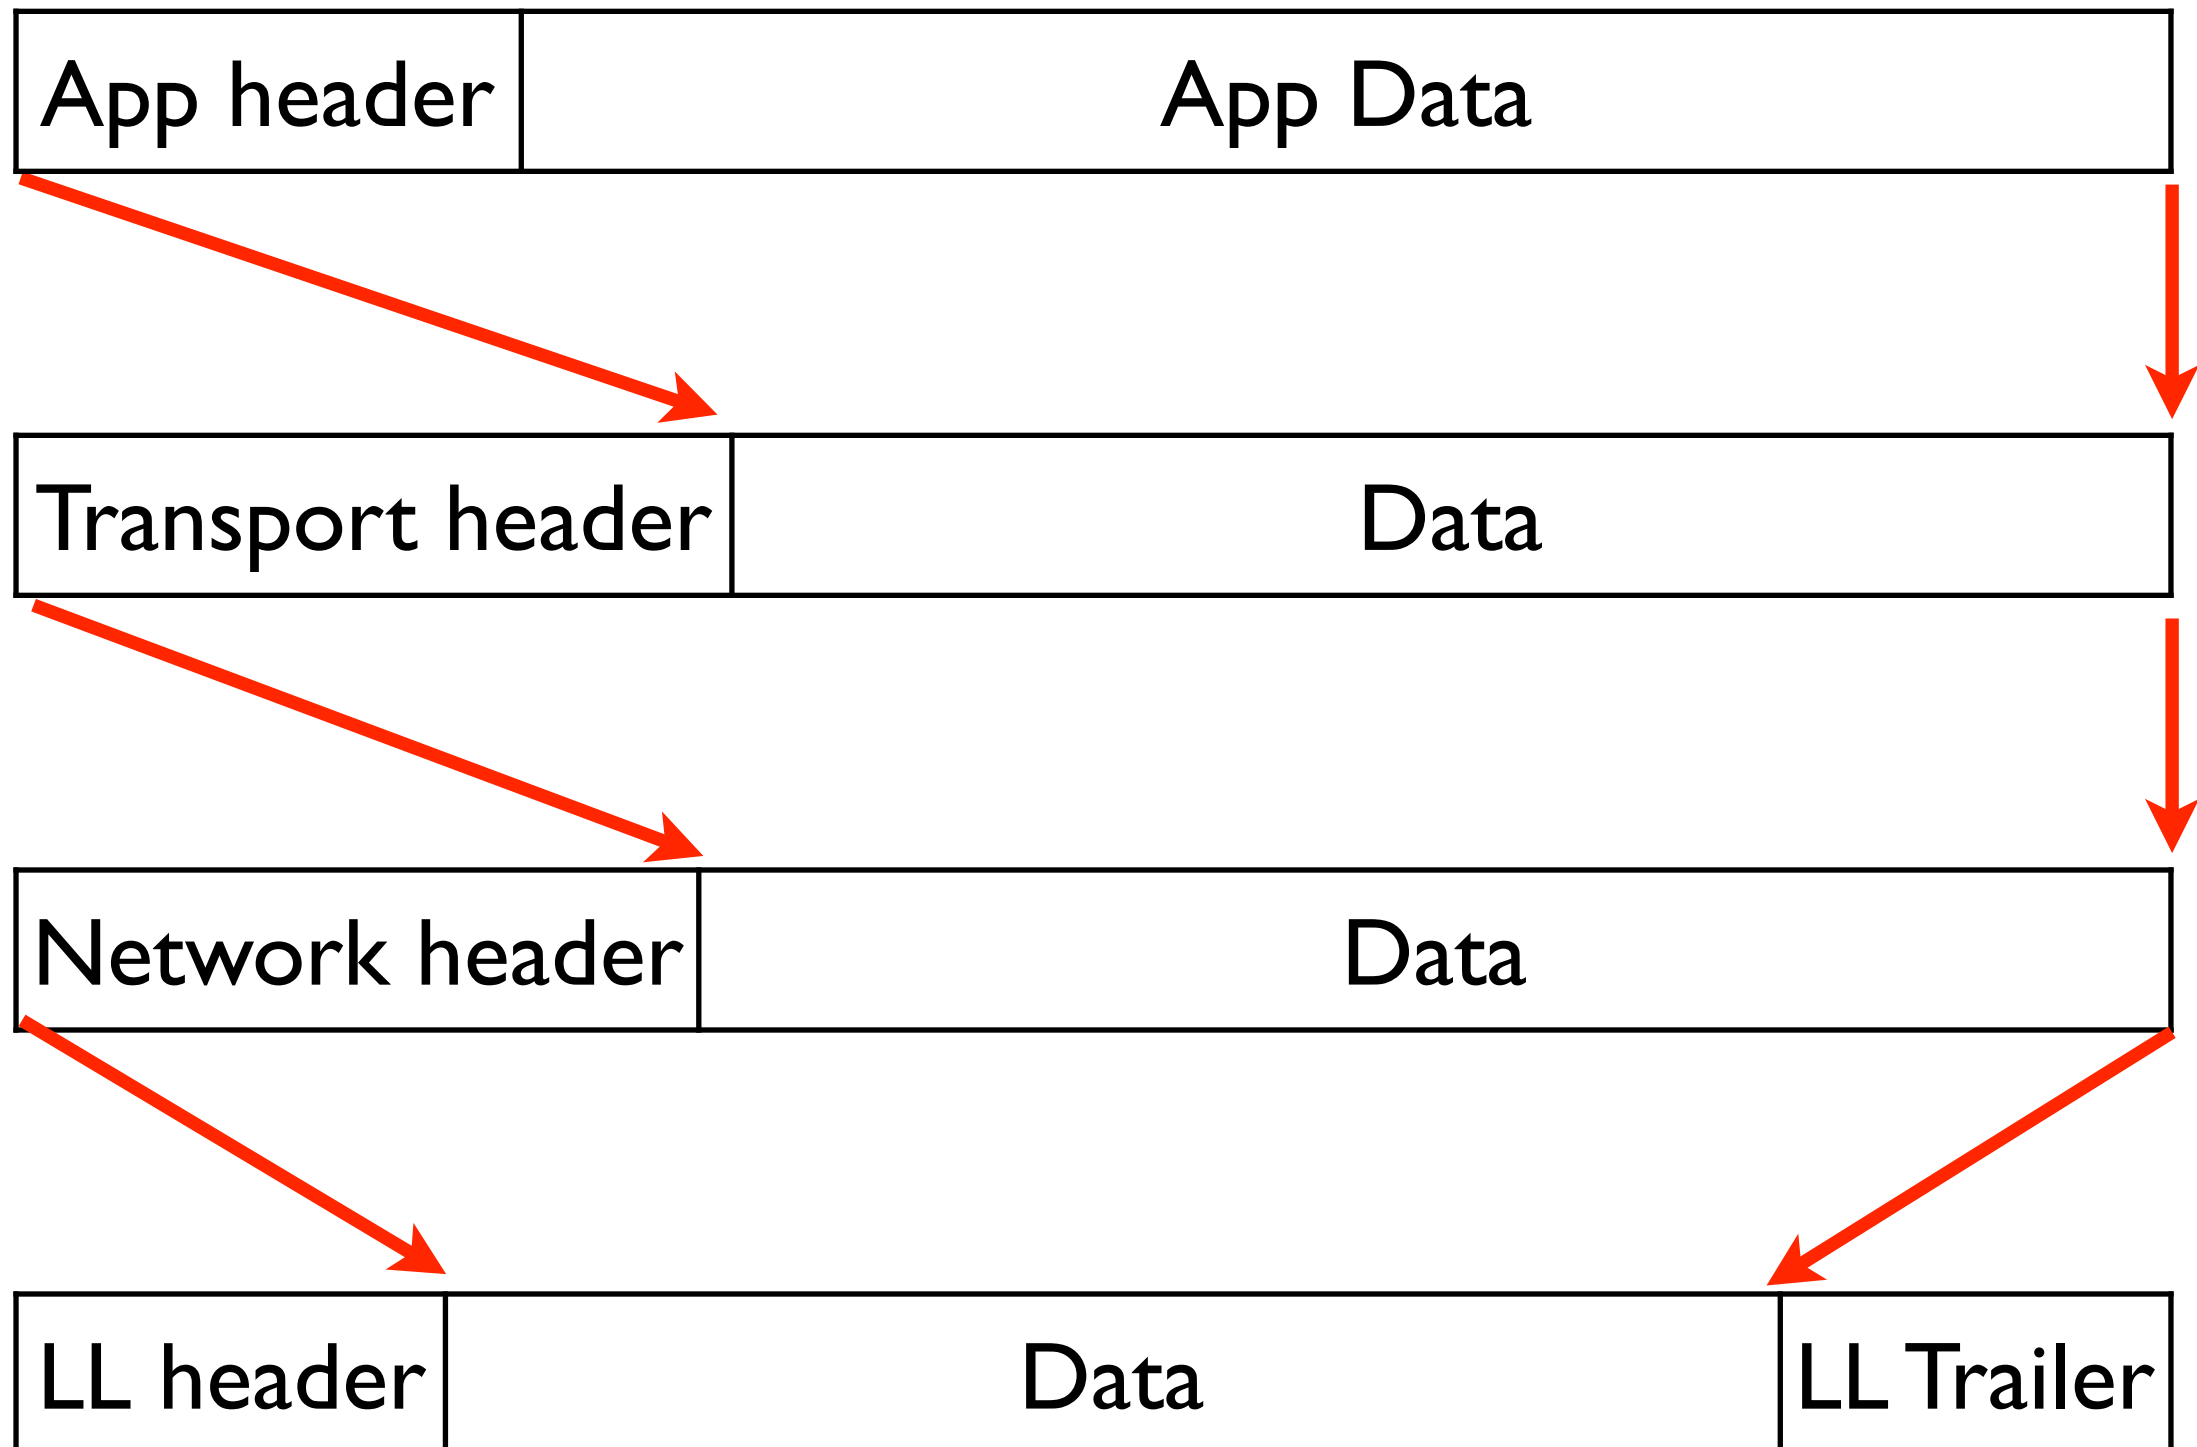 App header App Data
Transport header Data
Network header Data
LL header Data LL Trailer